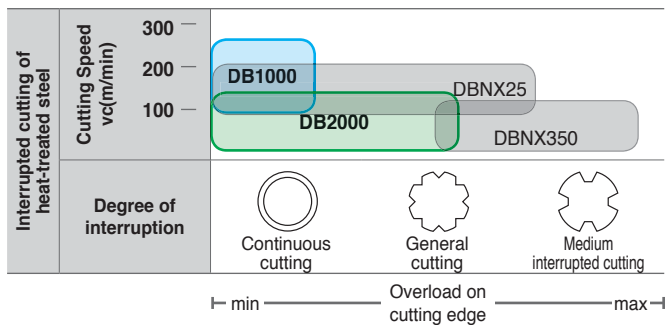 Interrupted cutting of
heat-treated steel
Cutting Speed
vc(m/min)
300
200
100
DB1000
DBNX25
DB2000
DBNX350
Degree of
interruption
Continuous
cutting
General
cutting
Medium
interrupted cutting
min
Overload on
cutting edge
max